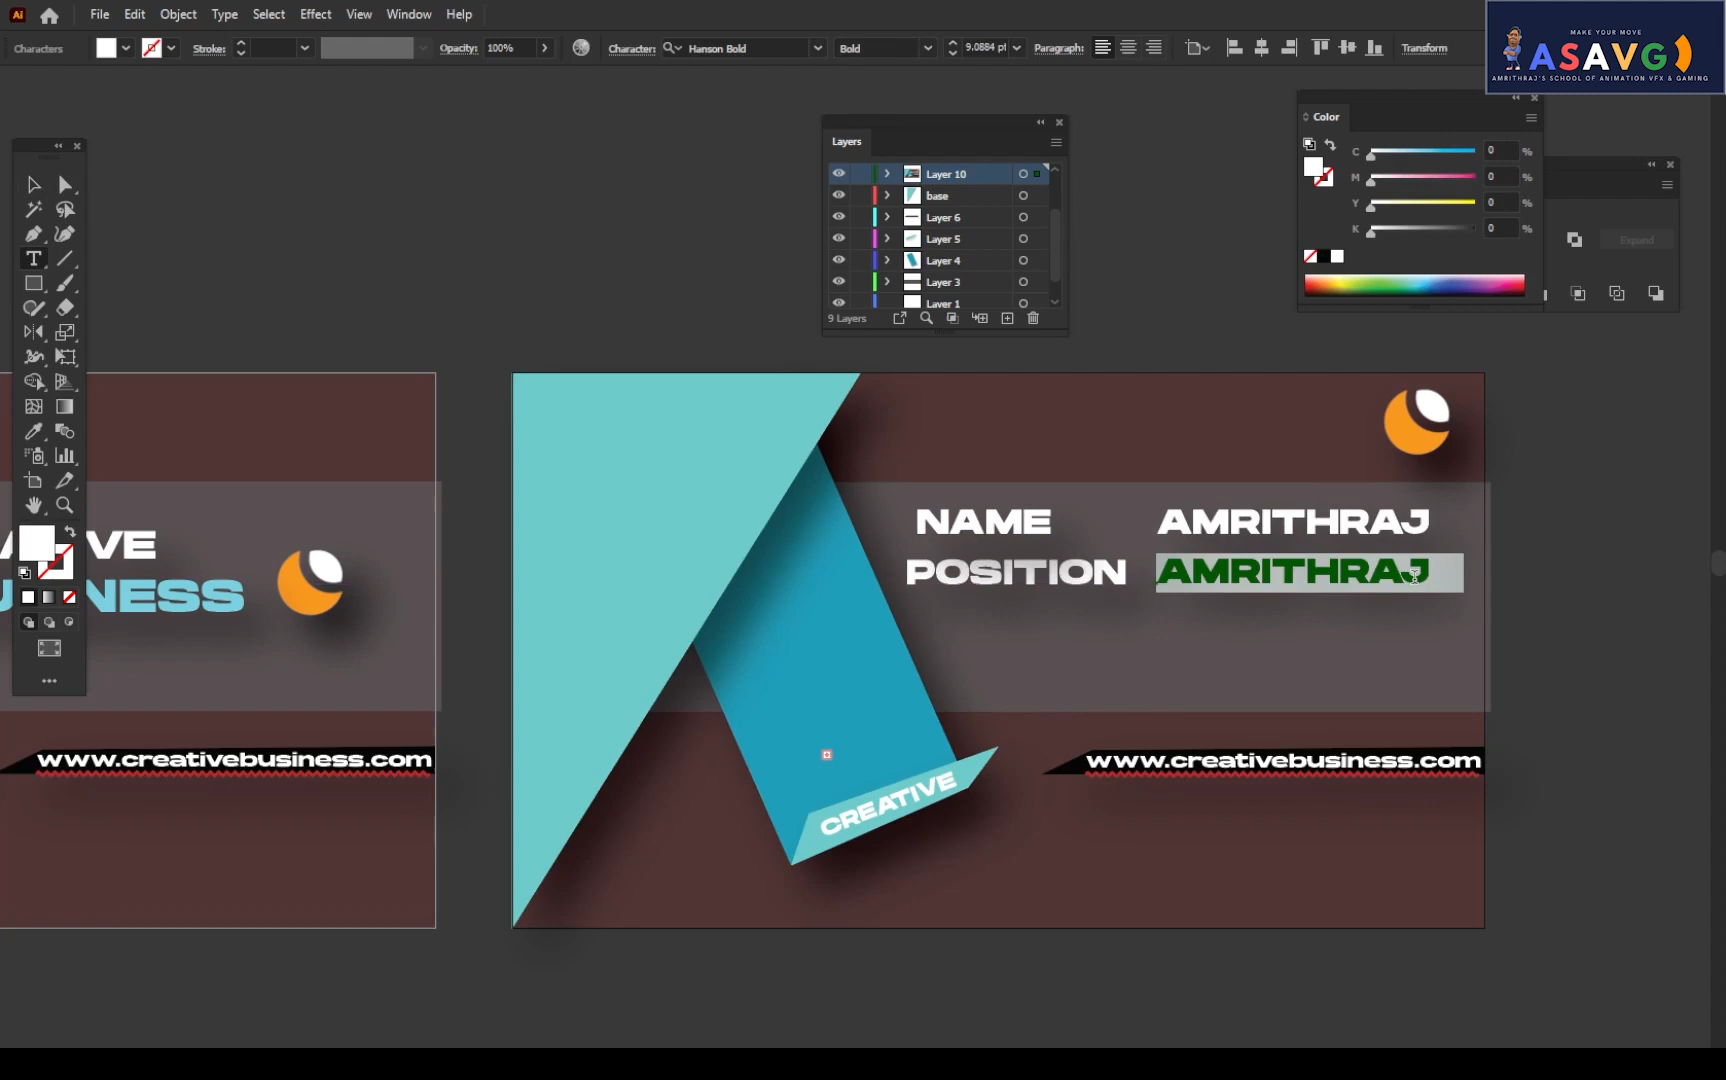 Ai File Edit Object Type Select Effect View Window Help
Characters Stroke: Opacity: 100% Character: Hanson Bold Bold 9.0884 pt Paragraph: Transform
MAKE YOUR MOVE
ASAVG
AMRITHRAJ'S SCHOOL OF ANIMATION VFX & GAMING
Layers
Layer 10
base
Layer 6
Layer 5
Layer 4
Layer 3
Layer 1
9 Layers
Color
C 0 %
M 0 %
Y 0 %
K 0 %
Expand
NAME AMRITHRAJ
POSITION AMRITHRAJ
VE
NESS
www.creativebusiness.com
CREATIVE
www.creativebusiness.com